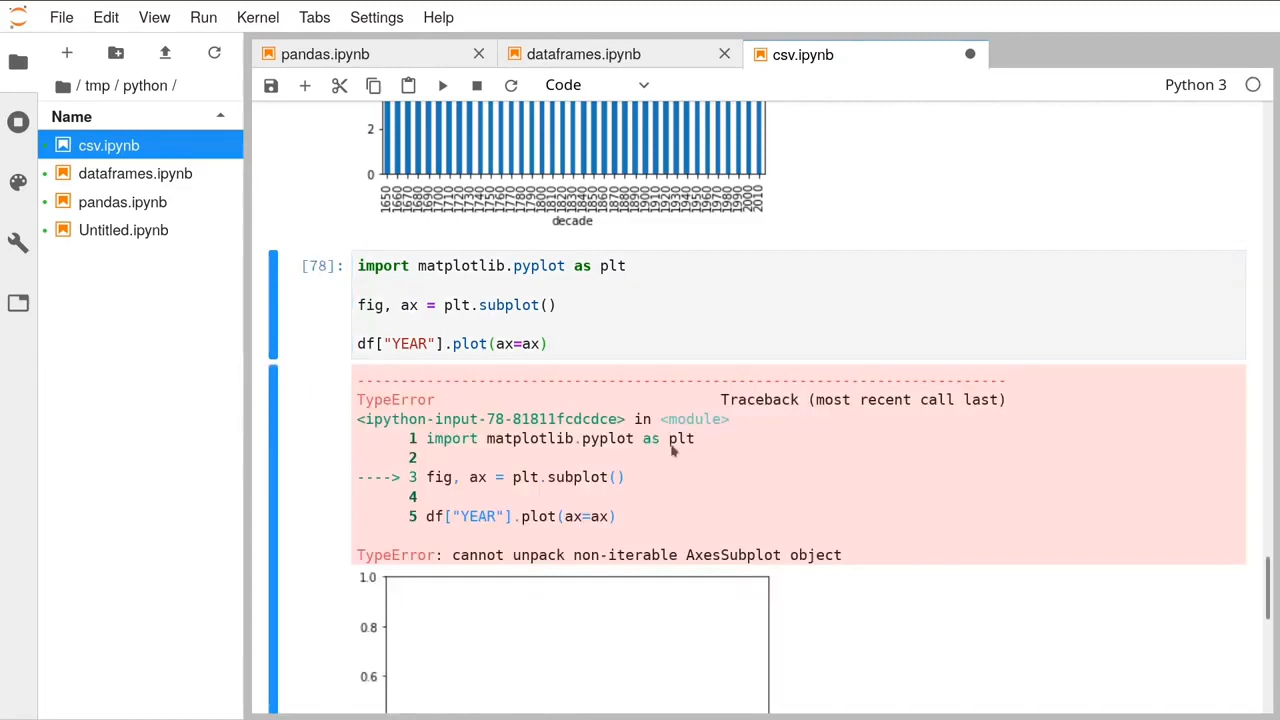 File Edit View Run Kernel Tabs Settings Help
pandas.ipynb
dataframes.ipynb
csv.ipynb
/ tmp / python /
Code
Python 3
Name
csv.ipynb
dataframes.ipynb
pandas.ipynb
Untitled.ipynb
2
0
1650 1660 1670 1680 1690 1700 1710 1720 1730 1740 1750 1760 1770 1780 1790 1800 1810 1820 1830 1840 1850 1860 1870 1880 1890 1900 1910 1920 1930 1940 1950 1960 1970 1980 1990 2000 2010
decade
[78]: import matplotlib.pyplot as plt
fig, ax = plt.subplot()
df["YEAR"].plot(ax=ax)
---------------------------------------------------------------------------
TypeError Traceback (most recent call last)
<ipython-input-78-81811fcdcdce> in <module>
1 import matplotlib.pyplot as plt
2
----> 3 fig, ax = plt.subplot()
4
5 df["YEAR"].plot(ax=ax)
TypeError: cannot unpack non-iterable AxesSubplot object
1.0
0.8
0.6